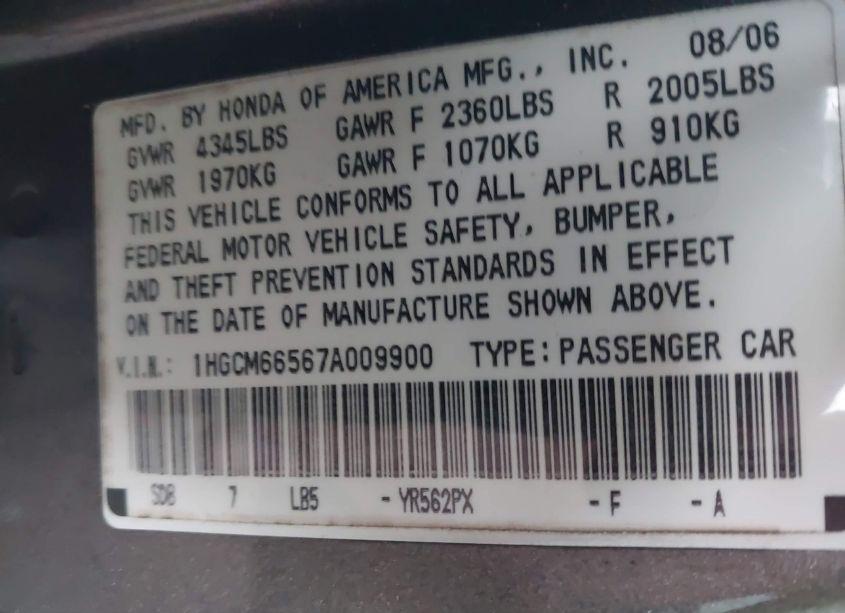 MFD. BY HONDA OF AMERICA MFG., INC. 08/06
GVWR 4345LBS GAWR F 2360LBS R 2005LBS
GVWR 1970KG GAWR F 1070KG R 910KG
THIS VEHICLE CONFORMS TO ALL APPLICABLE
FEDERAL MOTOR VEHICLE SAFETY, BUMPER,
AND THEFT PREVENTION STANDARDS IN EFFECT
ON THE DATE OF MANUFACTURE SHOWN ABOVE.
V.I.N.: 1HGCM66567A009900 TYPE: PASSENGER CAR
SDB 7 LB5 -YR562PX -F -A